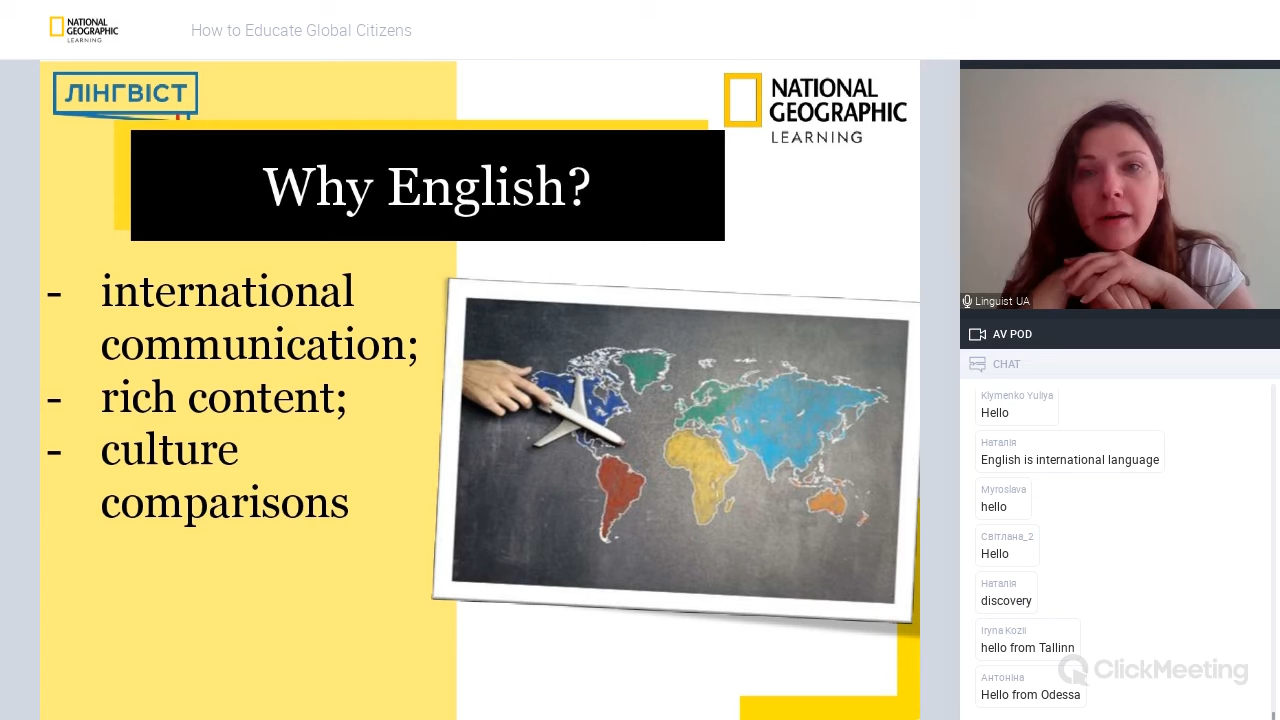 NATIONAL
GEOGRAPHIC
LEARNING
How to Educate Global Citizens
ЛІНГВІСТ
NATIONAL
GEOGRAPHIC
LEARNING
Why English?
- international
communication;
- rich content;
- culture
comparisons
Linguist UA
AV POD
CHAT
Klymenko Yuliya
Hello
Наталія
English is international language
Myroslava
hello
Світлана_2
Hello
Наталія
discovery
Iryna Kozii
hello from Tallinn
Антоніна
Hello from Odessa
ClickMeeting